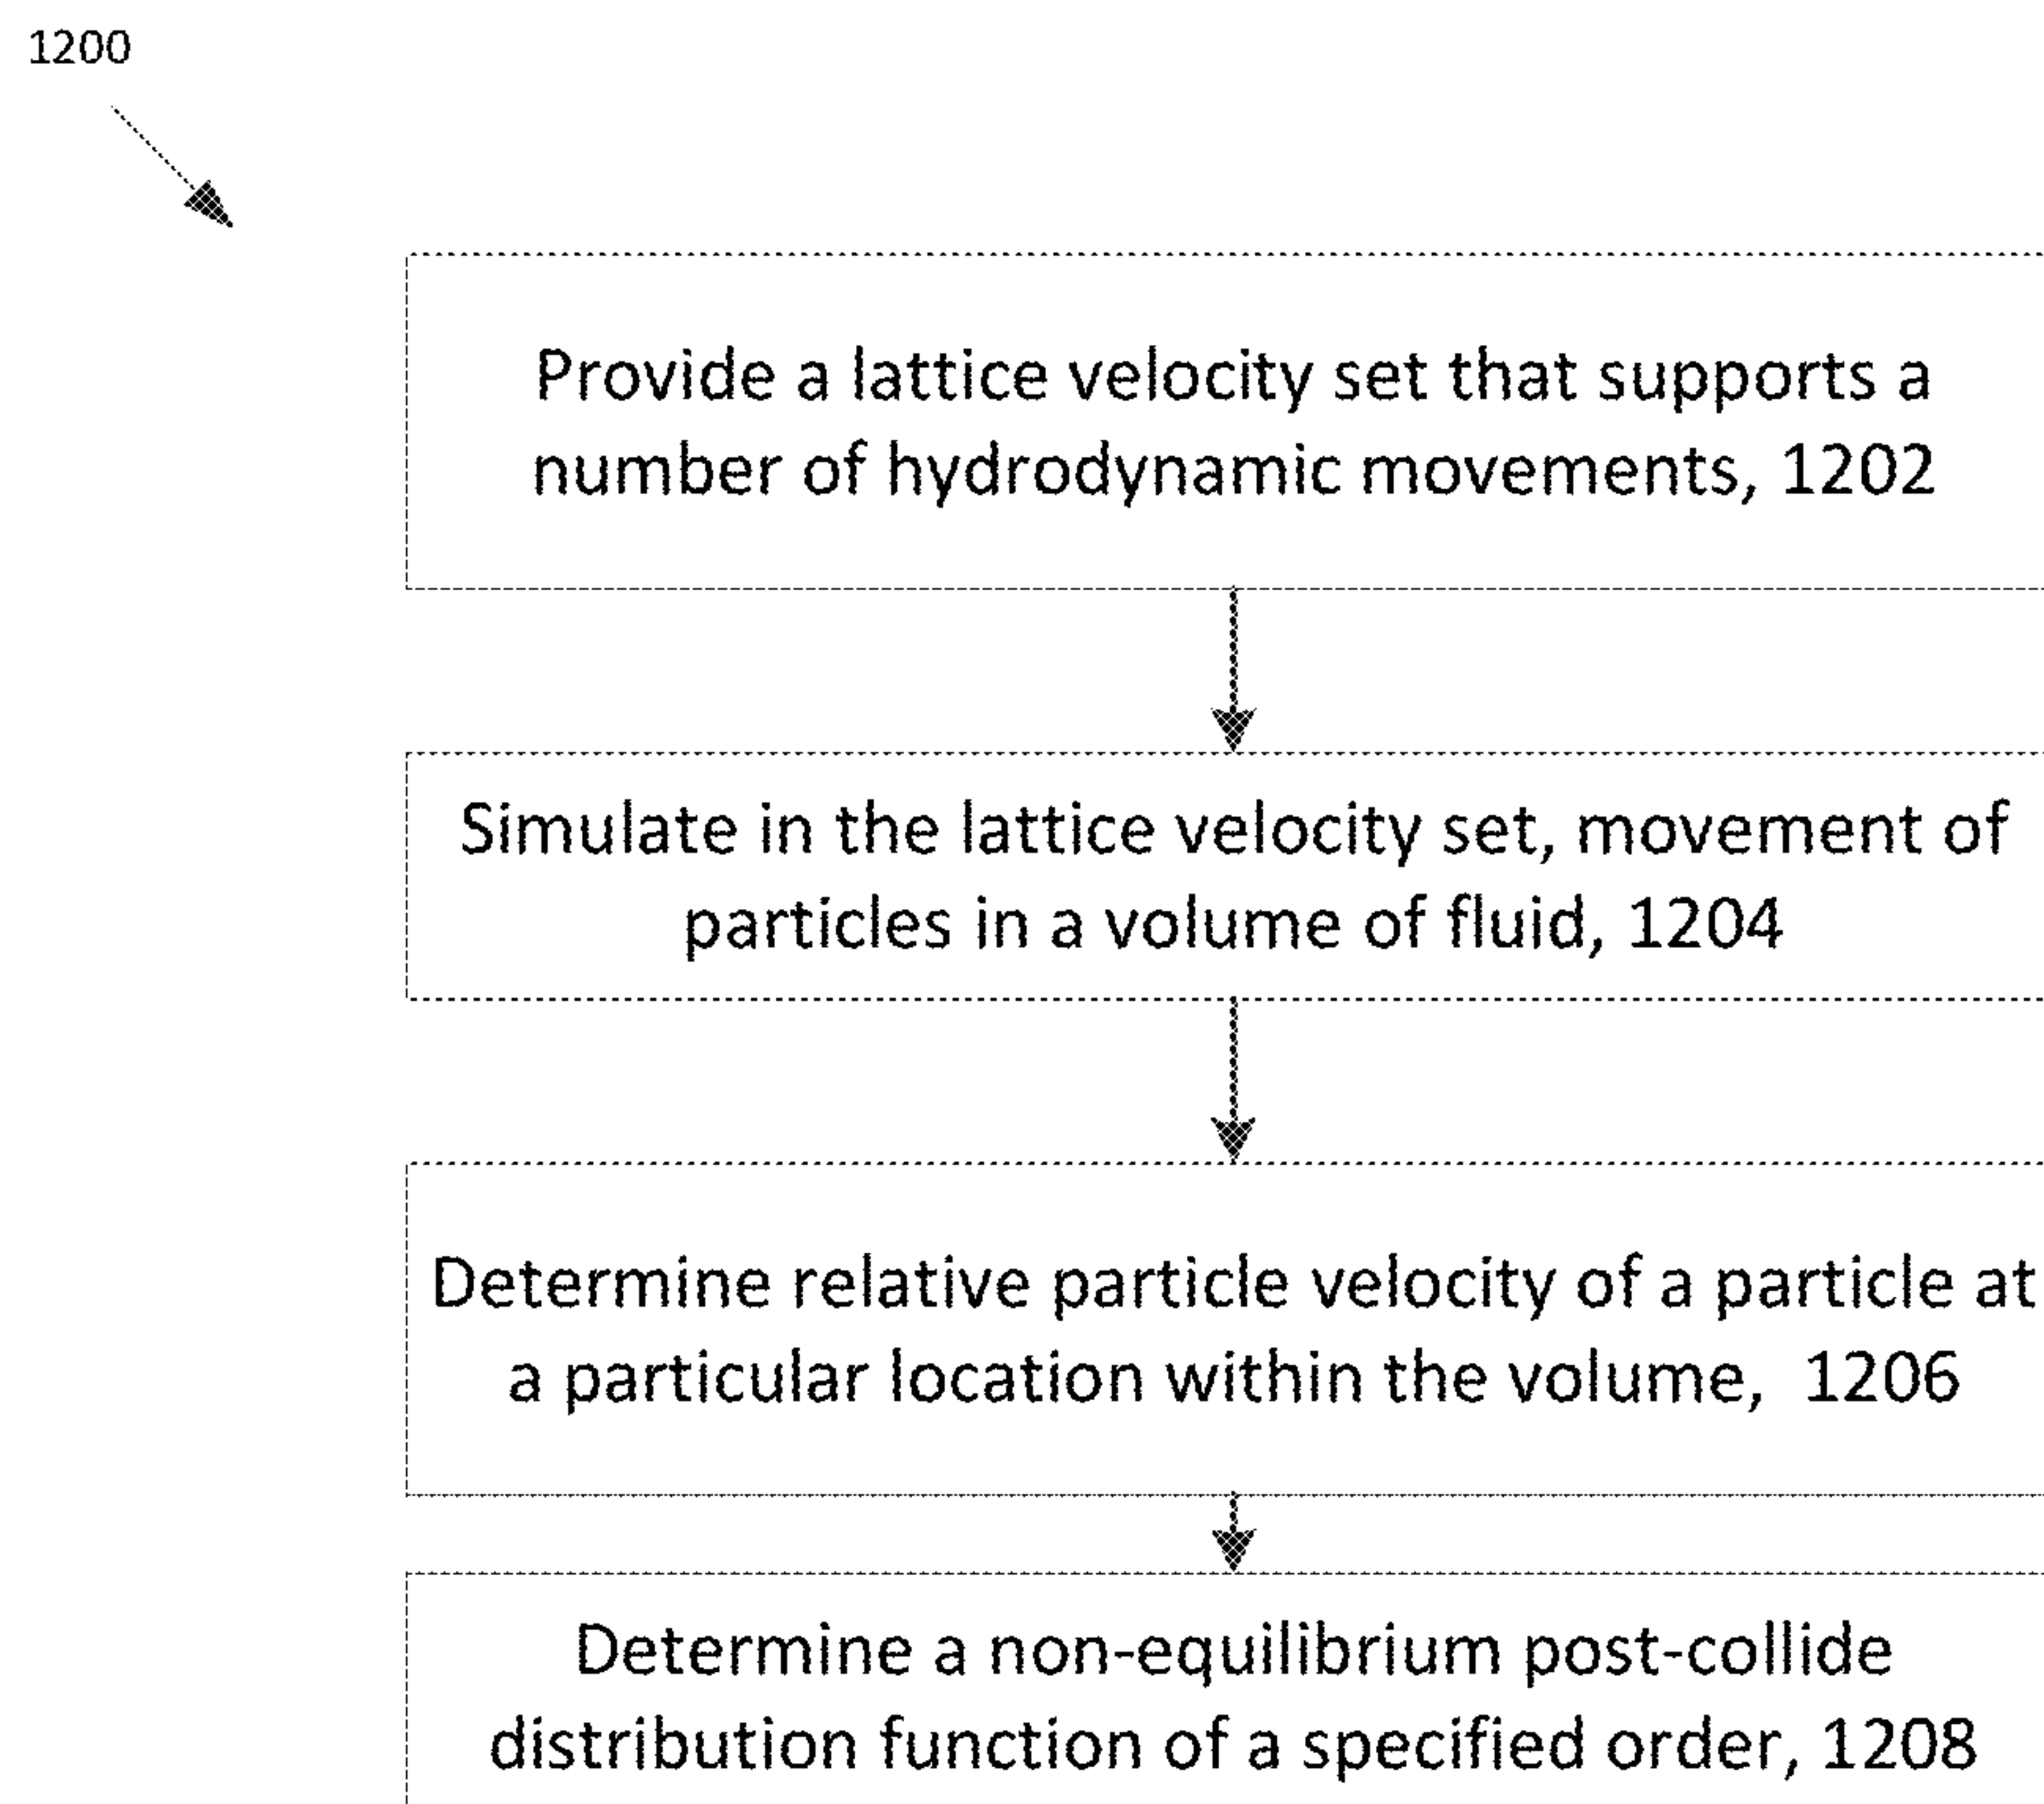 1200
Provide a lattice velocity set that supports a
number of hydrodynamic movements, 1202
Simulate in the lattice velocity set, movement of
particles in a volume of fluid, 1204
Determine relative particle velocity of a particle at
a particular location within the volume, 1206
Determine a non-equilibrium post-collide
distribution function of a specified order, 1208